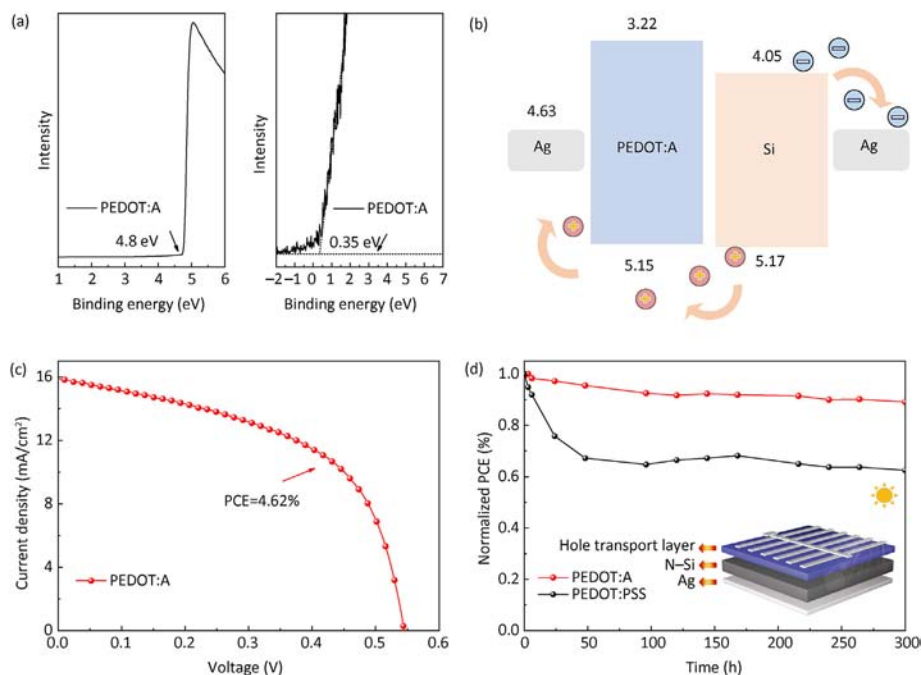 (a)
Intensity
PEDOT:A
4.8 eV
0 1 2 3 4 5 6
Binding energy (eV)
Intensity
PEDOT:A
0.35 eV
−2 −1 0 1 2 3 4 5 6 7
Binding energy (eV)
(b)
3.22
4.05
4.63
Ag
PEDOT:A
Si
Ag
5.15
5.17
(c)
16
12
8
4
0
Current density (mA/cm²)
PCE=4.62%
PEDOT:A
0.0 0.1 0.2 0.3 0.4 0.5 0.6
Voltage (V)
(d)
1.0
0.8
0.6
0.4
0.2
0.0
Normalized PCE (%)
Hole transport layer
N–Si
Ag
PEDOT:A
PEDOT:PSS
0 50 100 150 200 250 300
Time (h)